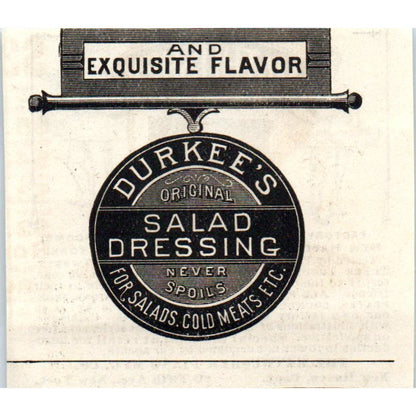 AND
EXQUISITE FLAVOR
DURKEE'S
ORIGINAL
SALAD
DRESSING
NEVER
SPOILS
FOR SALADS. COLD MEATS. ETC.